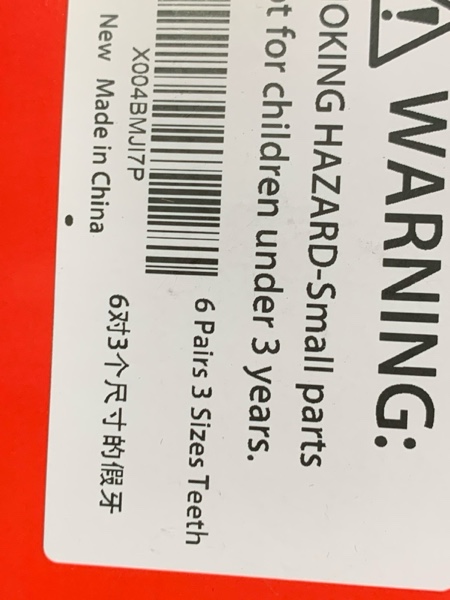 WARNING:
OKING HAZARD-Small parts
ot for children under 3 years.
6 Pairs 3 Sizes Teeth
X004BMJI7P
New Made in China
6对3个尺寸的假牙